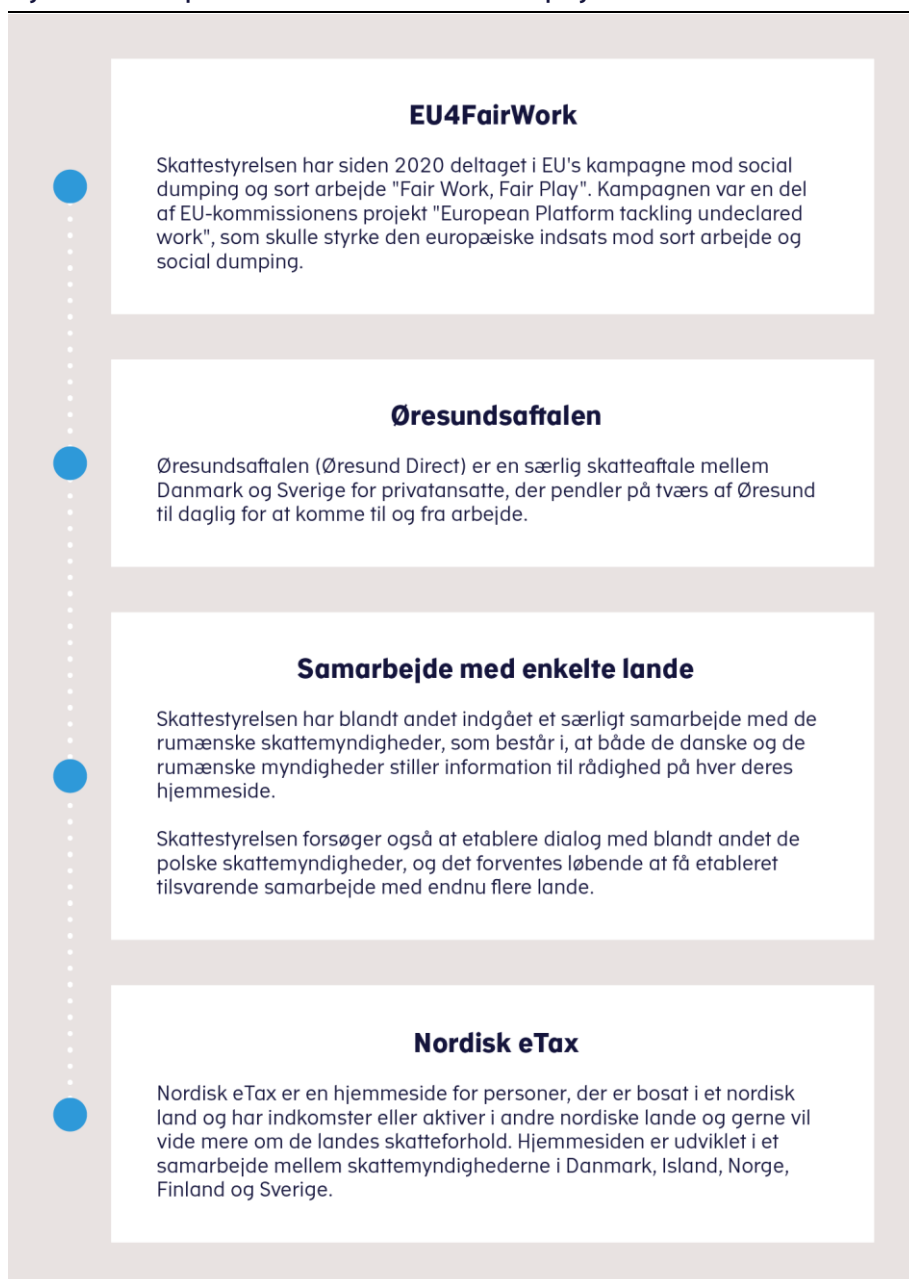 EU4FairWork
Skattestyrelsen har siden 2020 deltaget i EU's kampagne mod social
dumping og sort arbejde "Fair Work, Fair Play". Kampagnen var en del
af EU-kommissionens projekt "European Platform tackling undeclared
work", som skulle styrke den europæiske indsats mod sort arbejde og
social dumping.
Øresundsaftalen
Øresundsaftalen (Øresund Direct) er en særlig skatteaftale mellem
Danmark og Sverige for privatansatte, der pendler på tværs af Øresund
til daglig for at komme til og fra arbejde.
Samarbejde med enkelte lande
Skattestyrelsen har blandt andet indgået et særligt samarbejde med de
rumænske skattemyndigheder, som består i, at både de danske og de
rumænske myndigheder stiller information til rådighed på hver deres
hjemmeside.
Skattestyrelsen forsøger også at etablere dialog med blandt andet de
polske skattemyndigheder, og det forventes løbende at få etableret
tilsvarende samarbejde med endnu flere lande.
Nordisk eTax
Nordisk eTax er en hjemmeside for personer, der er bosat i et nordisk
land og har indkomster eller aktiver i andre nordiske lande og gerne vil
vide mere om de landes skatteforhold. Hjemmesiden er udviklet i et
samarbejde mellem skattemyndighederne i Danmark, Island, Norge,
Finland og Sverige.